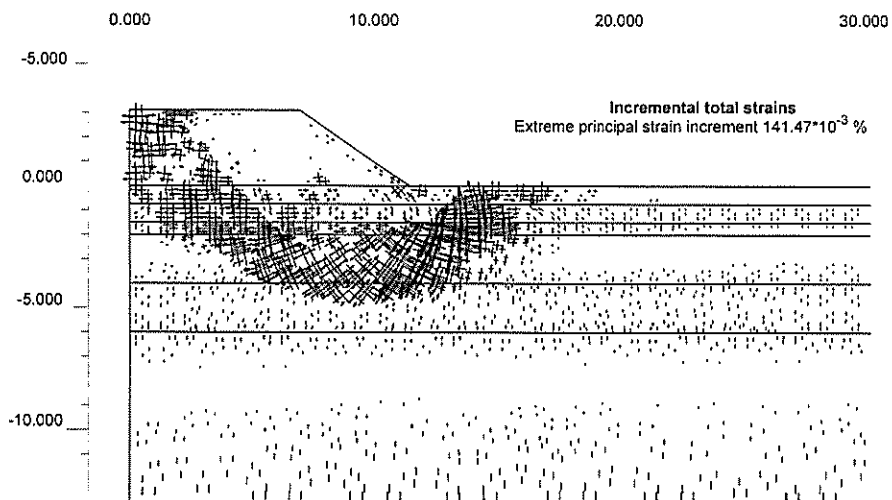 0.000 10.000 20.000 30.000
-5.000
Incremental total strains
Extreme principal strain increment 141.47*10-3 %
0.000
-5.000
-10.000